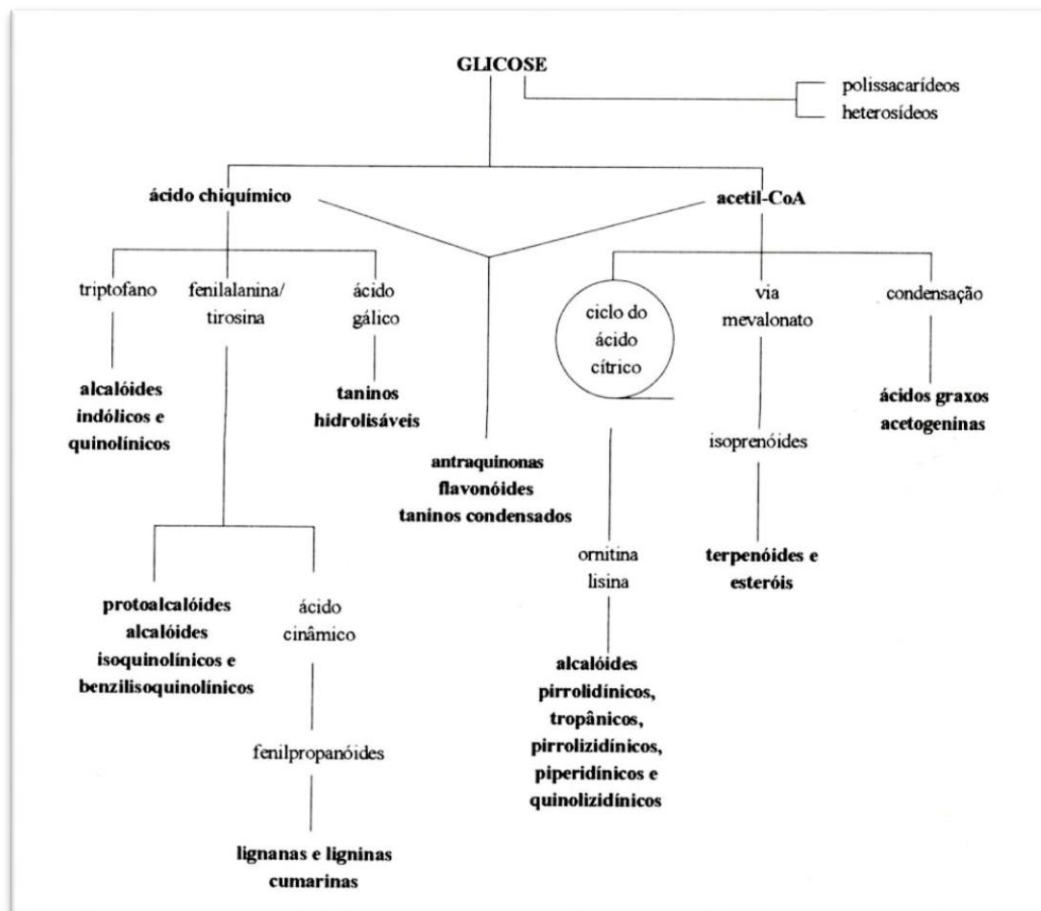 GLICOSE
polissacarídeos
heterosídeos
ácido chiquímico
acetil-CoA
triptofano
fenilalanina/
tirosina
ácido
gálico
ciclo do
ácido
cítrico
via
mevalonato
condensação
alcalóides
indólicos e
quinolínicos
taninos
hidrolisáveis
antraquinonas
flavonóides
taninos condensados
isoprenóides
ácidos graxos
acetogeninas
protoalcalóides
alcalóides
isoquinolínicos e
benzilisoquinolínicos
ácido
cinâmico
ornitina
lisina
terpenóides e
esteróis
fenilpropanóides
alcalóides
pirrolidínicos,
tropânicos,
pirrolizidínicos,
piperidínicos e
quinolizidínicos
lignanas e ligninas
cumarinas